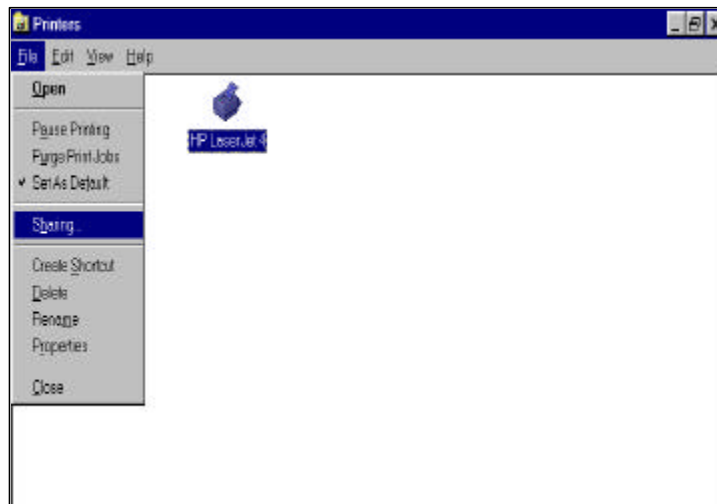 Printers
File Edit View Help
Open
Pause Printing
Purge Print Jobs
Set As Default
Sharing...
Create Shortcut
Delete
Rename
Properties
Close
HP LaserJet 4